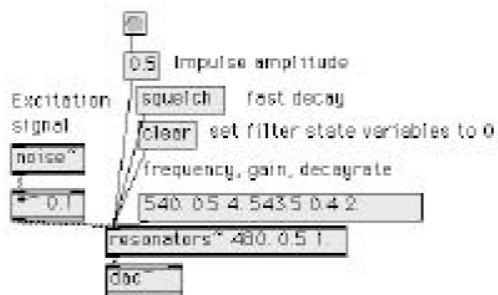 0.5 Impulse amplitude
Excitation signal
squelch fast decay
clear set filter state variables to 0
noise~
frequency, gain, decayrate
*~ 0.1
540. 0.5 4. 543.5 0.4 2.
resonators~ 480. 0.5 1.
dac~